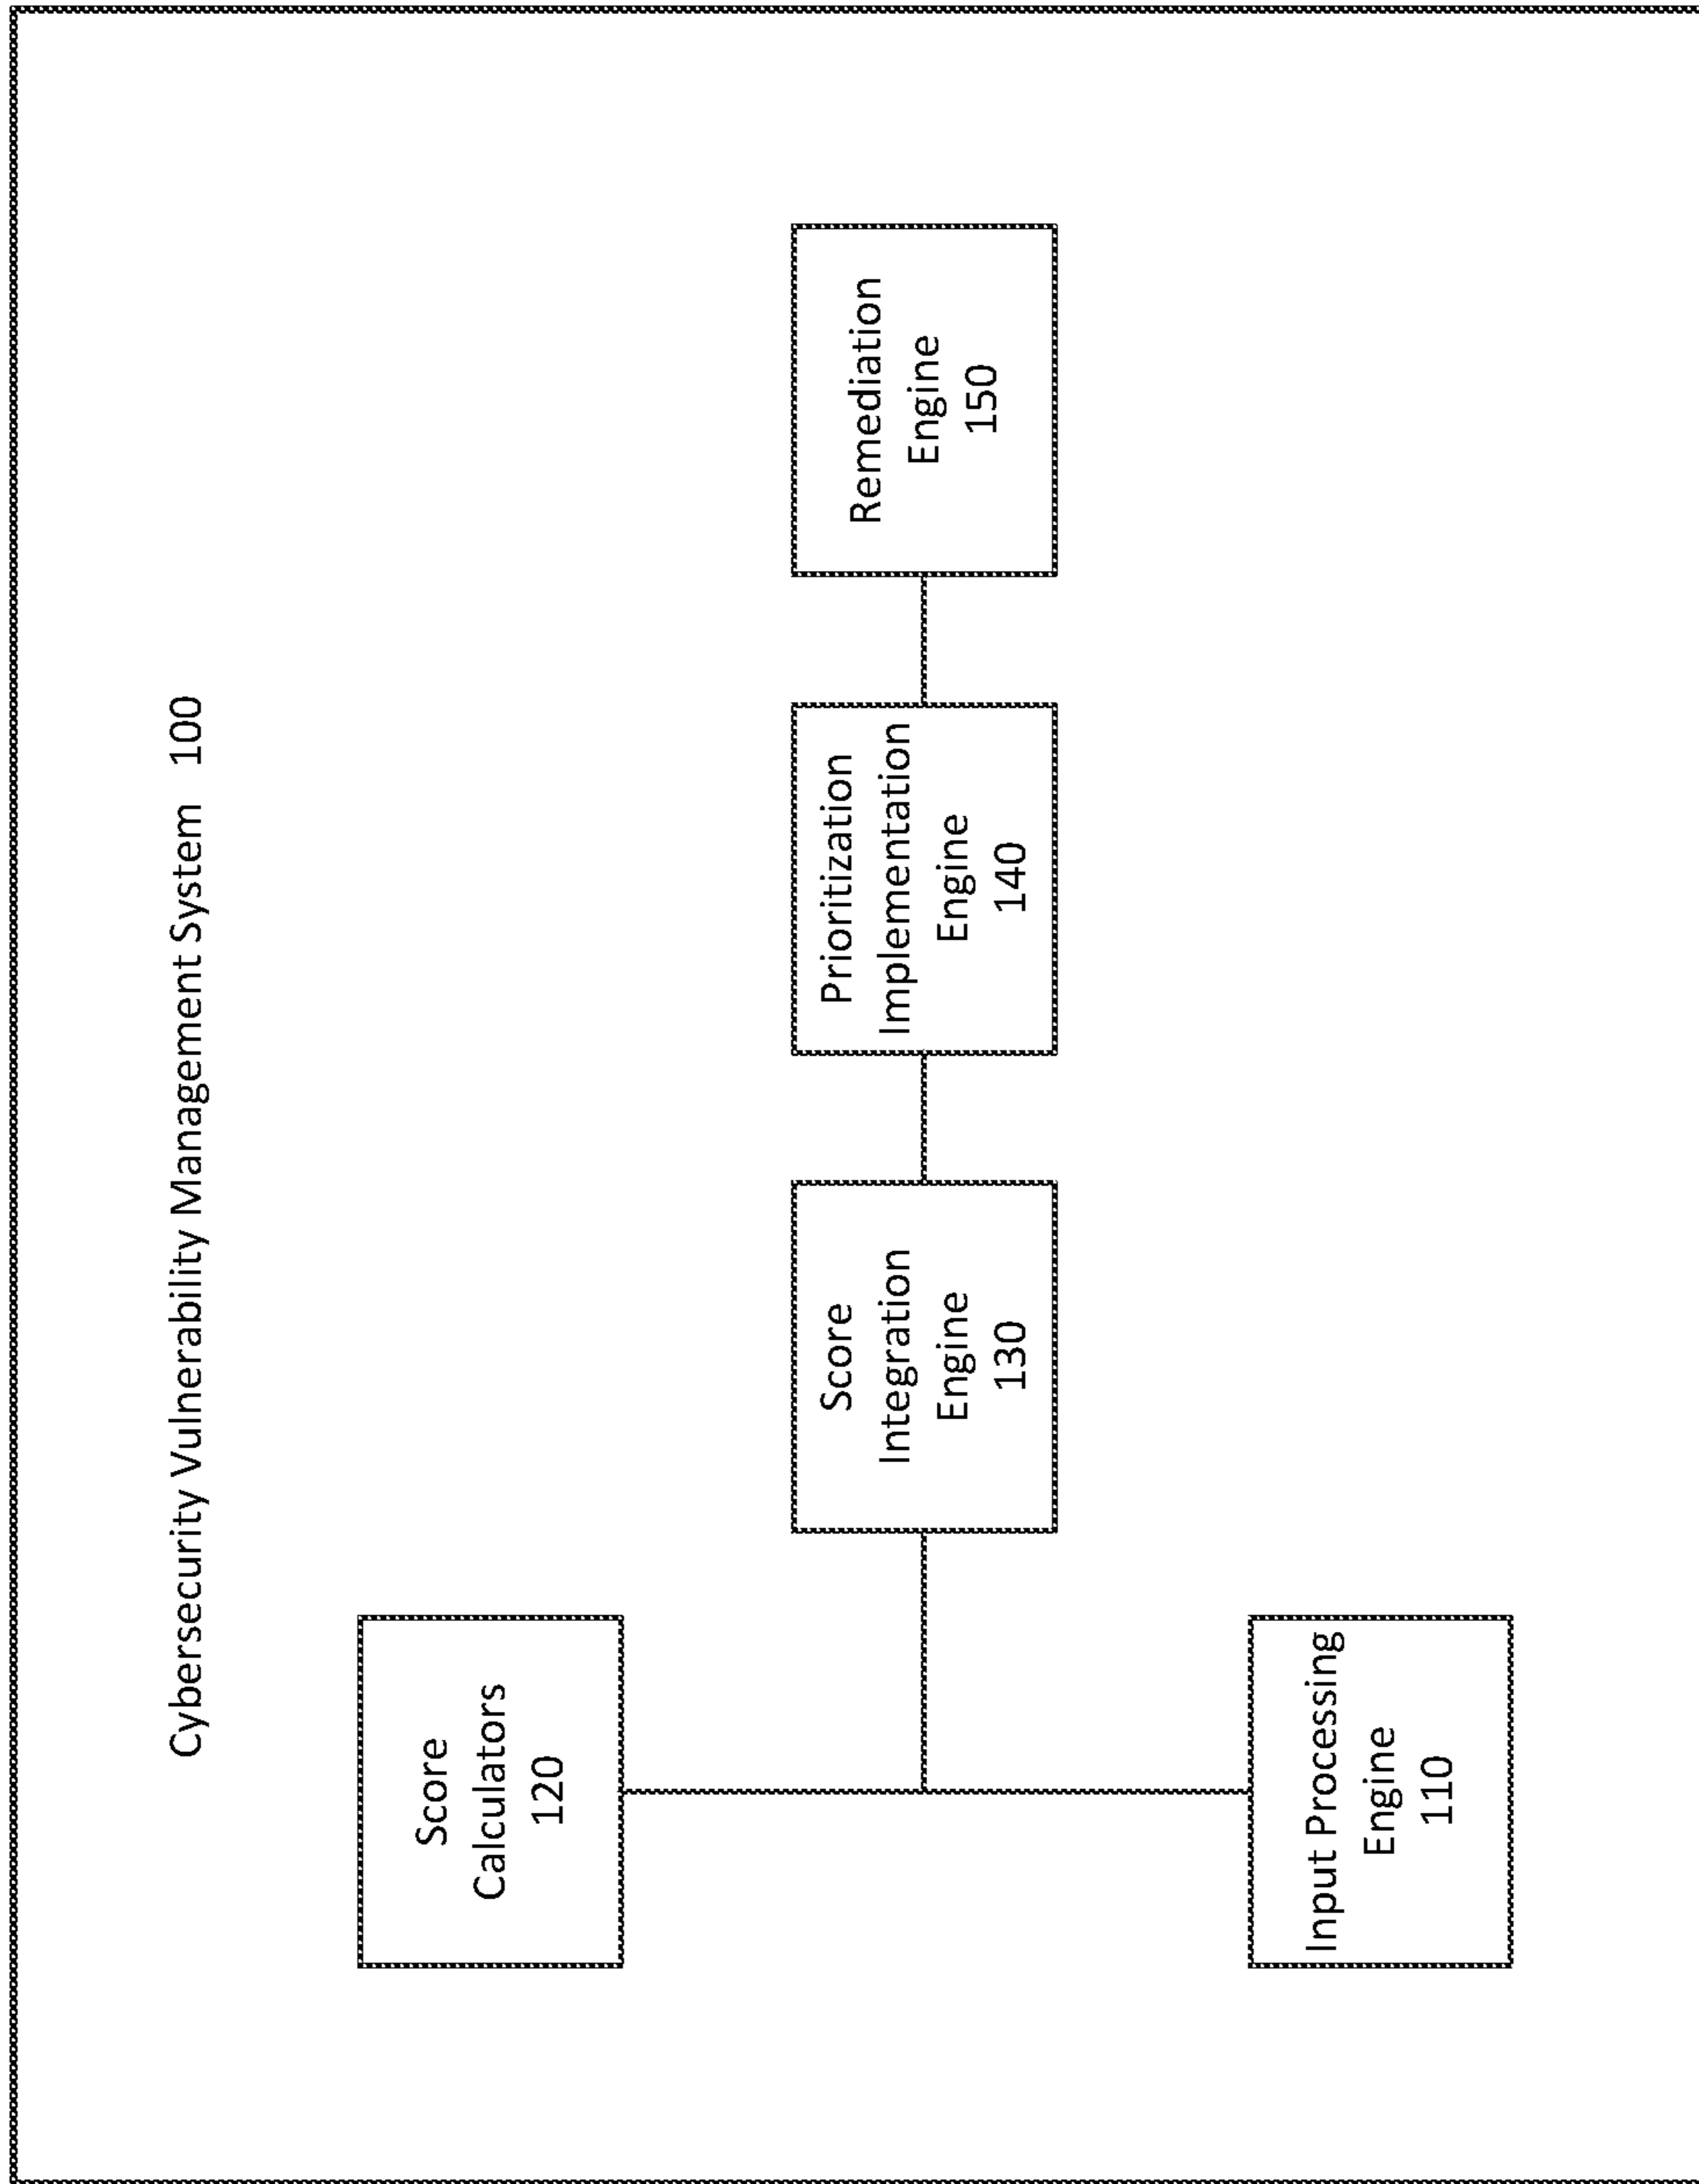 Cybersecurity Vulnerability Management System 100
Score
Calculators
120
Input Processing
Engine
110
Score
Integration
Engine
130
Prioritization
Implementation
Engine
140
Remediation
Engine
150